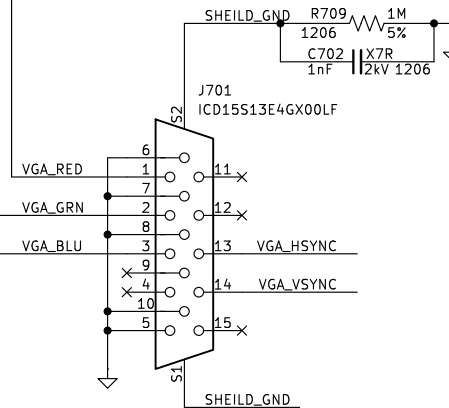 SHEILD_GND R709 1M
1206 5%
C702 X7R
1nF 2kV 1206
J701
ICD15S13E4GX00LF
S2
6
VGA_RED 1 11
7
VGA_GRN 2 12
8
VGA_BLU 3 13 VGA_HSYNC
9
4 14 VGA_VSYNC
10
5 15
S1
SHEILD_GND